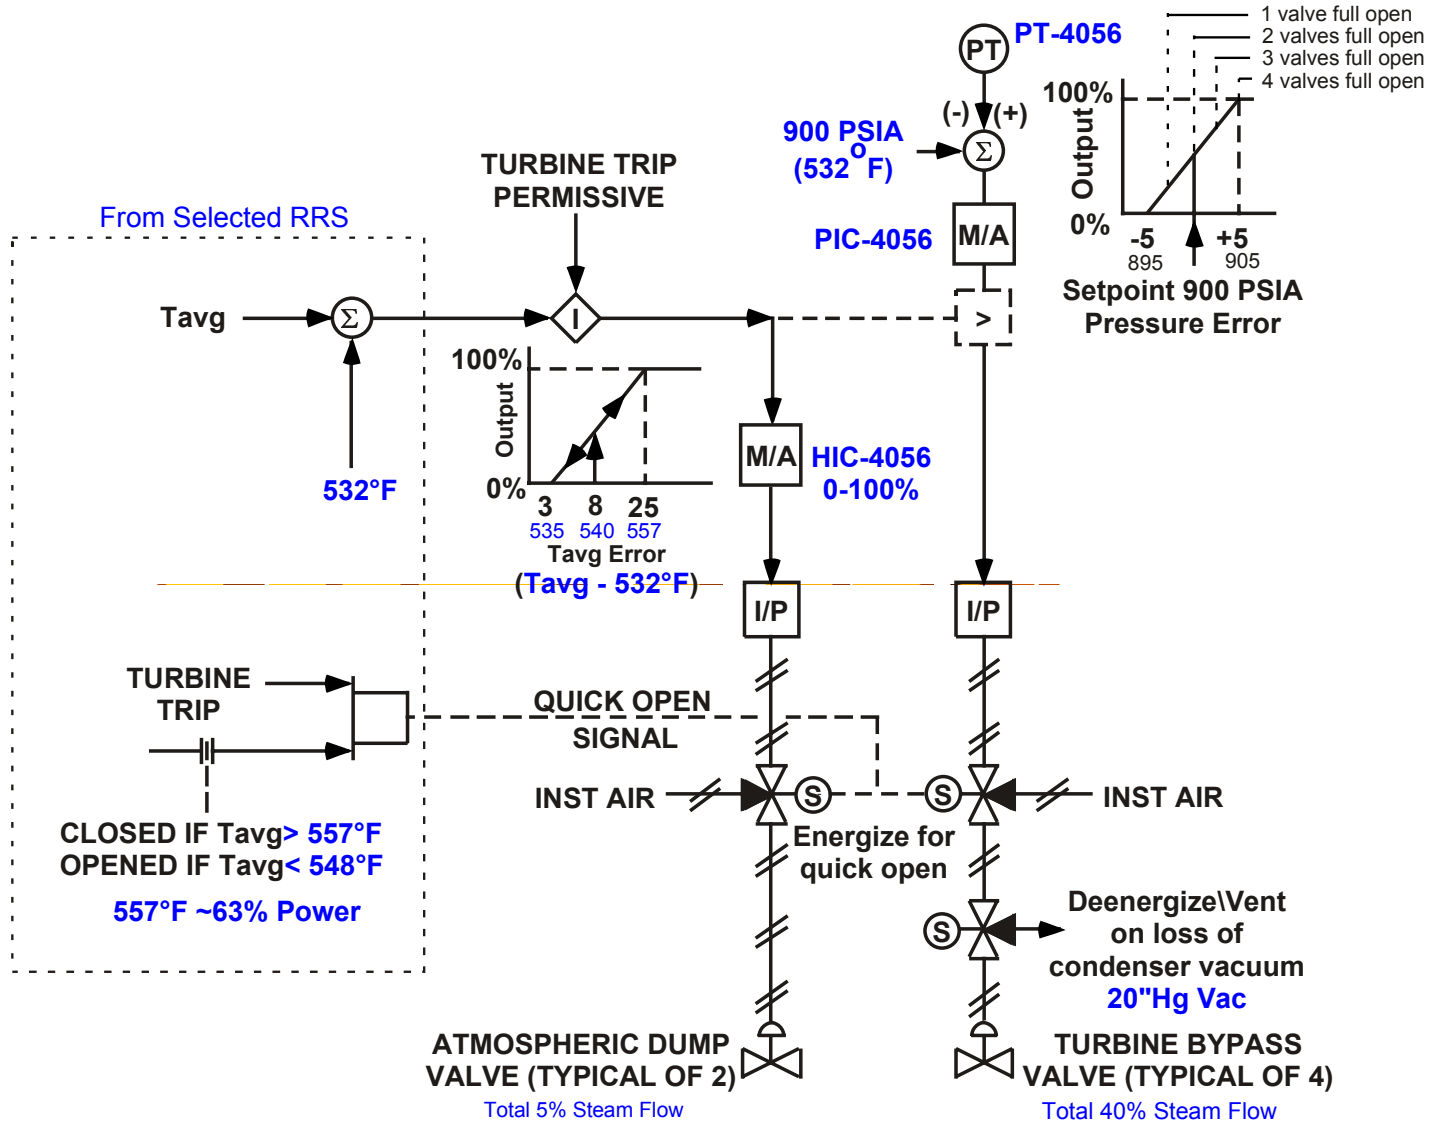 1 valve full open
2 valves full open
3 valves full open
4 valves full open
PT
PT-4056
(-)
(+)
900 PSIA
(532°F)
Σ
100%
Output
0%
-5
+5
895
905
Setpoint 900 PSIA
Pressure Error
TURBINE TRIP
PERMISSIVE
PIC-4056
M/A
From Selected RRS
Tavg
Σ
I
>
532°F
100%
Output
0%
3
8
25
535
540
557
Tavg Error
(Tavg - 532°F)
M/A
HIC-4056
0-100%
I/P
I/P
TURBINE
TRIP
QUICK OPEN
SIGNAL
INST AIR
S
S
INST AIR
Energize for
quick open
CLOSED IF Tavg> 557°F
OPENED IF Tavg< 548°F
557°F ~63% Power
S
Deenergize\Vent
on loss of
condenser vacuum
20"Hg Vac
ATMOSPHERIC DUMP
VALVE (TYPICAL OF 2)
Total 5% Steam Flow
TURBINE BYPASS
VALVE (TYPICAL OF 4)
Total 40% Steam Flow